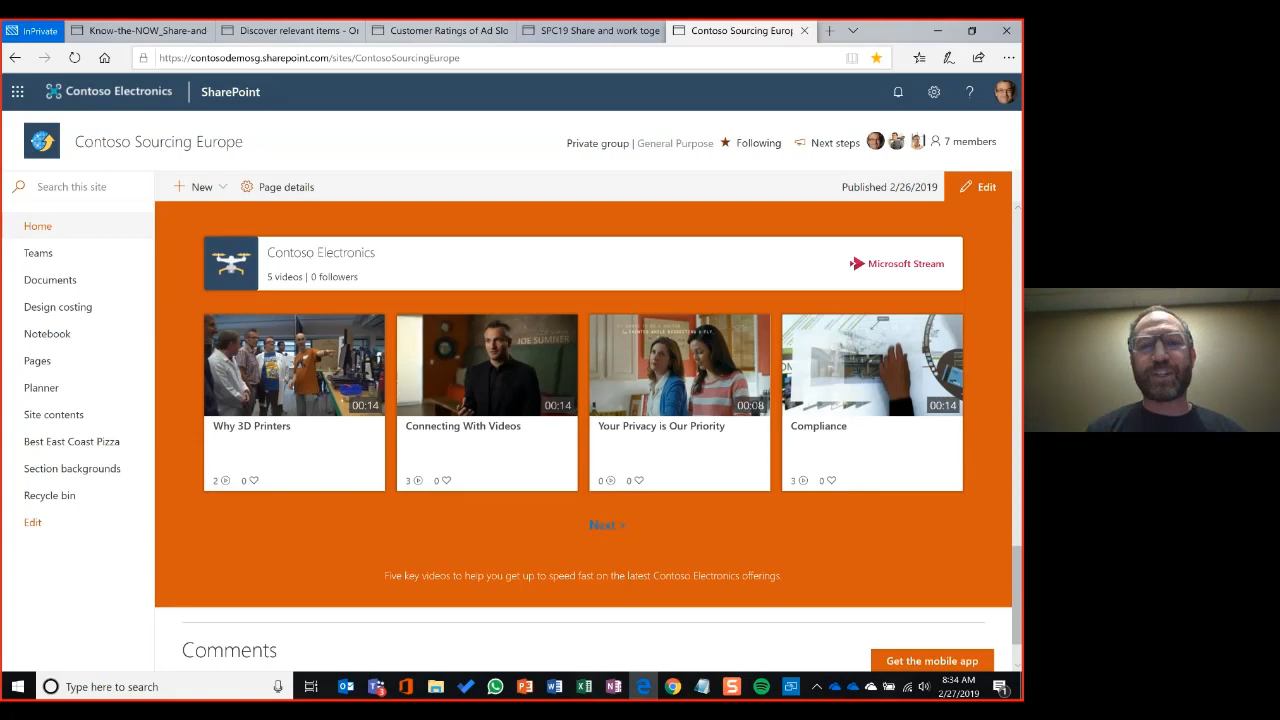 InPrivate
Know-the-NOW_Share-and
Discover relevant items - Or
Customer Ratings of Ad Slo
SPC19 Share and work toge
Contoso Sourcing Europ
https://contosodemosg.sharepoint.com/sites/ContosoSourcingEurope
Contoso Electronics
SharePoint
Contoso Sourcing Europe
Private group | General Purpose
Following
Next steps
7 members
Search this site
New
Page details
Published 2/26/2019
Edit
Home
Teams
Documents
Design costing
Notebook
Pages
Planner
Site contents
Best East Coast Pizza
Section backgrounds
Recycle bin
Edit
Contoso Electronics
5 videos | 0 followers
Microsoft Stream
JOE SUMNER
00:14
00:14
00:08
00:14
Why 3D Printers
Connecting With Videos
Your Privacy is Our Priority
Compliance
2 0
3 0
0 0
3 0
Next >
Five key videos to help you get up to speed fast on the latest Contoso Electronics offerings
Comments
Get the mobile app
Type here to search
3
8:34 AM
2/27/2019
1